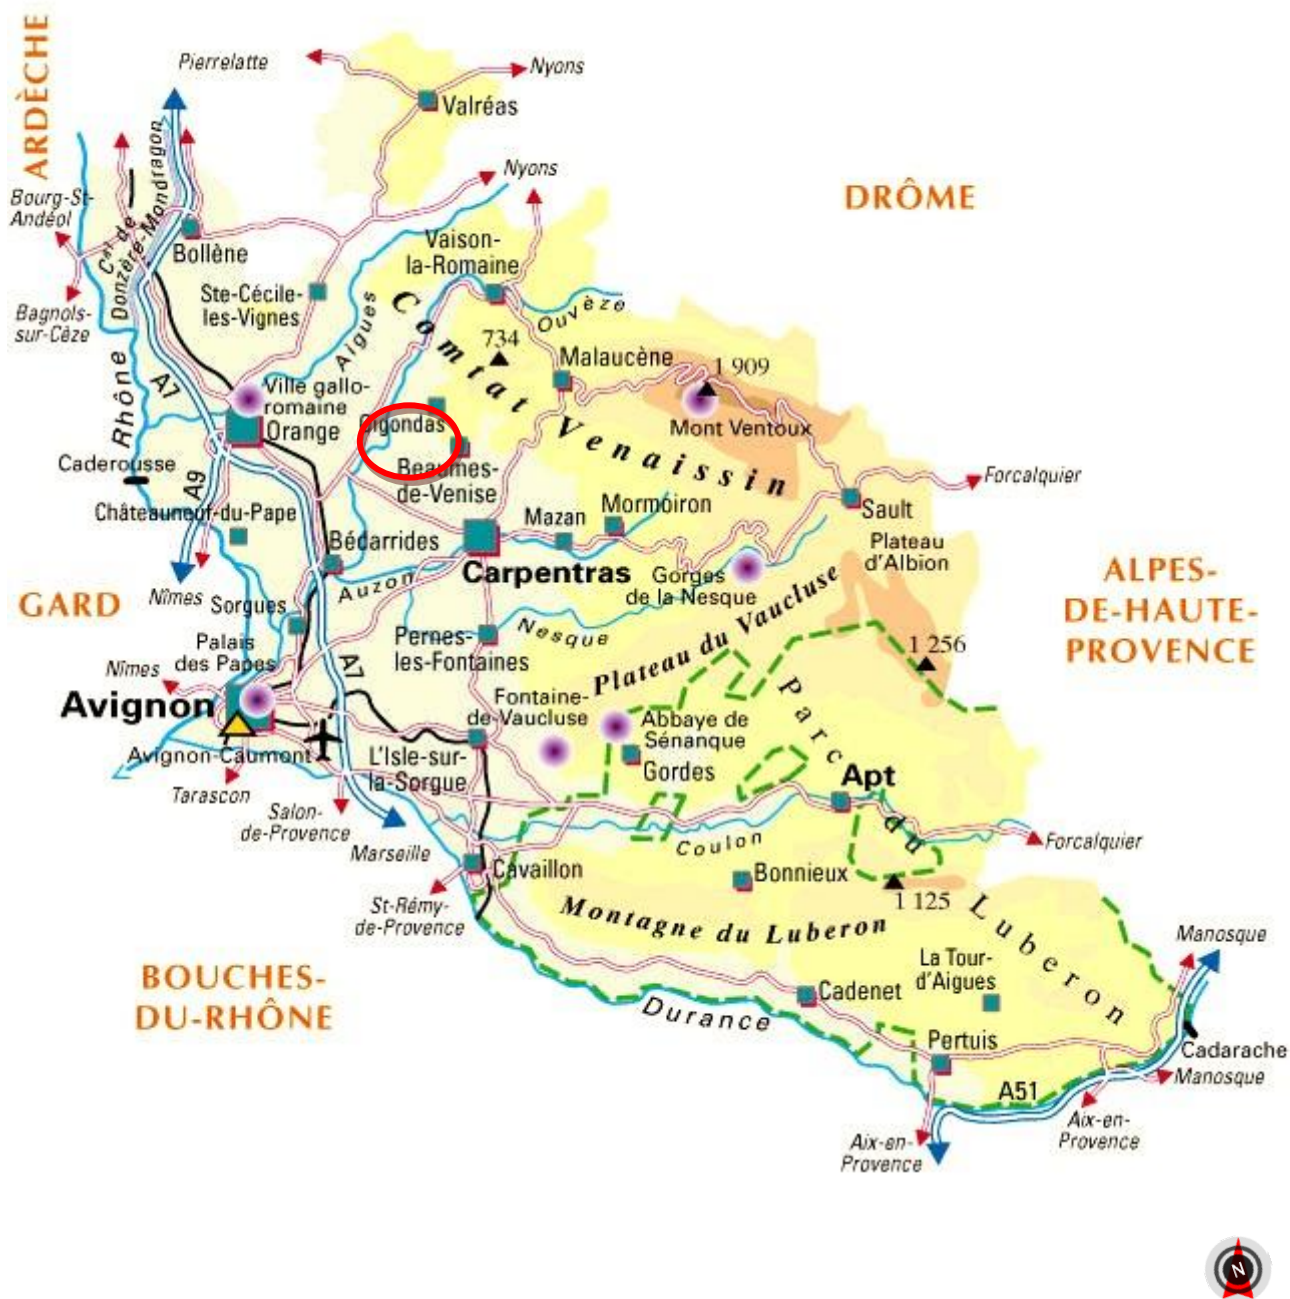 ARDÈCHE
Pierrelatte
Nyons
Valréas
Nyons
DRÔME
Bourg-St-
Andéol
Cal de
Donzère-Mondragon
Bollène
Vaison-
la-Romaine
Ste-Cécile-
les-Vignes
Bagnols-
sur-Cèze
Aigues
Ouvèze
Comtat Venaissin
734
Malaucène
1 909
Mont Ventoux
A7
Rhône
Ville gallo-
romaine
Orange
Gigondas
Beaumes-
de-Venise
Caderousse
A9
Châteauneuf-du-Pape
Forcalquier
Sault
Mormoiron
Mazan
Bédarrides
Plateau
d'Albion
Carpentras
Auzon
Gorges
de la Nesque
ALPES-
DE-HAUTE-
PROVENCE
GARD
Nîmes
Sorgues
Palais
des Papes
Nîmes
Pernes-
les-Fontaines
Nesque
Plateau du Vaucluse
1 256
A7
Avignon
Fontaine-
de-Vaucluse
Abbaye de
Sénanque
Gordes
Parc du Luberon
Avignon-Caumont
L'Isle-sur-
la-Sorgue
Apt
Tarascon
Salon-
de-Provence
Marseille
Coulon
Forcalquier
Cavaillon
Bonnieux
1 125
St-Rémy-
de-Provence
Montagne du Luberon
BOUCHES-
DU-RHÔNE
La Tour-
d'Aigues
Manosque
Cadenet
Durance
Pertuis
Cadarache
Manosque
A51
Aix-en-
Provence
Aix-en-
Provence
N